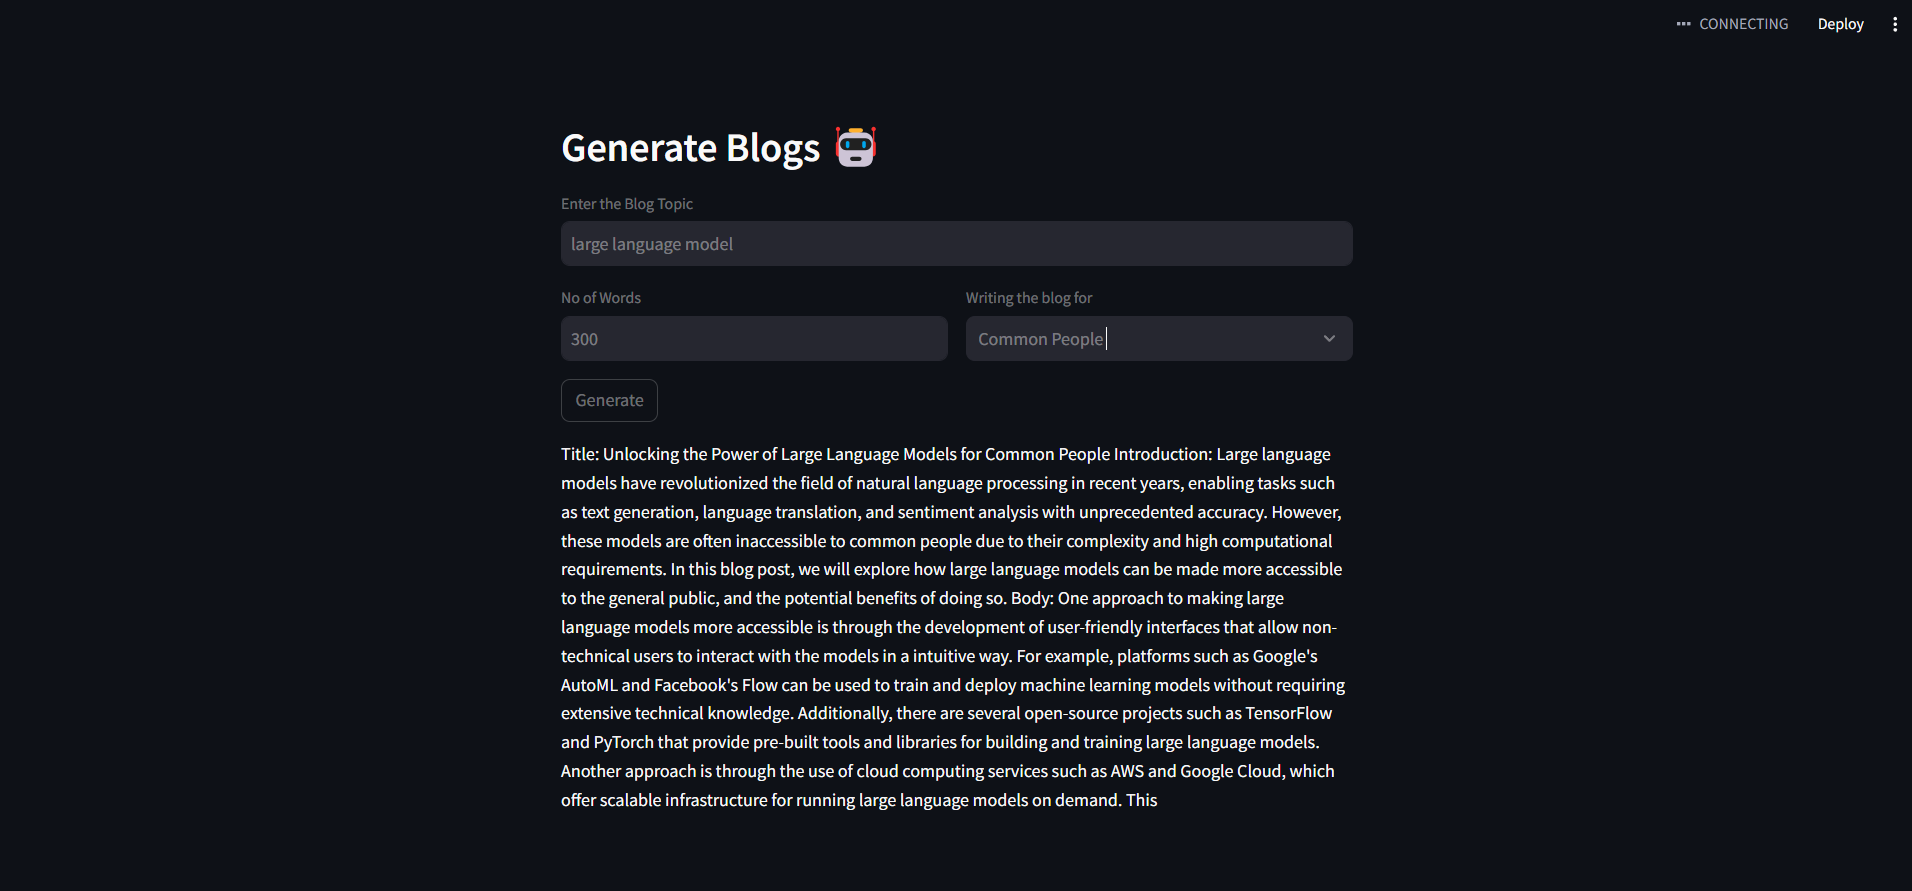 CONNECTING
Deploy
Generate Blogs
Enter the Blog Topic
large language model
No of Words
Writing the blog for
300
Common People
Generate
Title: Unlocking the Power of Large Language Models for Common People Introduction: Large language
models have revolutionized the field of natural language processing in recent years, enabling tasks such
as text generation, language translation, and sentiment analysis with unprecedented accuracy. However,
these models are often inaccessible to common people due to their complexity and high computational
requirements. In this blog post, we will explore how large language models can be made more accessible
to the general public, and the potential benefits of doing so. Body: One approach to making large
language models more accessible is through the development of user-friendly interfaces that allow non-
technical users to interact with the models in a intuitive way. For example, platforms such as Google's
AutoML and Facebook's Flow can be used to train and deploy machine learning models without requiring
extensive technical knowledge. Additionally, there are several open-source projects such as TensorFlow
and PyTorch that provide pre-built tools and libraries for building and training large language models.
Another approach is through the use of cloud computing services such as AWS and Google Cloud, which
offer scalable infrastructure for running large language models on demand. This